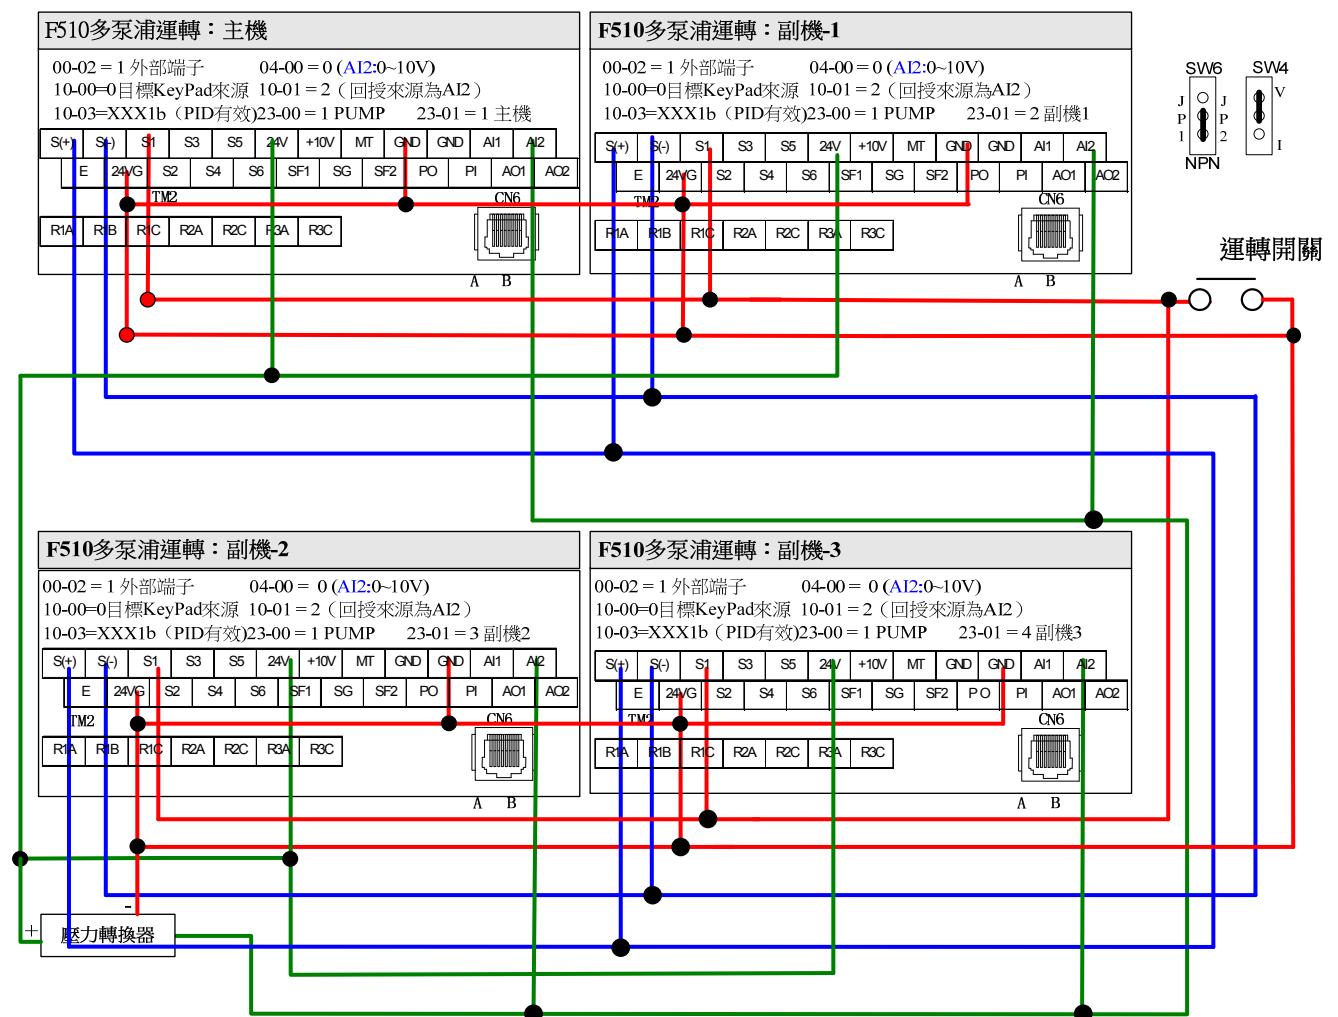 F510多泵浦運轉：主機
00-02 = 1 外部端子 04-00 = 0 (AI2:0~10V)
10-00=0目標KeyPad來源 10-01 = 2（回授來源為AI2）
10-03=XXX1b（PID有效)23-00 = 1 PUMP 23-01 = 1 主機
S(+) S(-) S1 S3 S5 24V +10V MT GND GND AI1 AI2
E 24VG S2 S4 S6 SF1 SG SF2 PO PI AO1 AO2
TM2 CN6
R1A R1B R1C R2A R2C R3A R3C
A B
F510多泵浦運轉：副機-1
00-02 = 1 外部端子 04-00 = 0 (AI2:0~10V)
10-00=0目標KeyPad來源 10-01 = 2（回授來源為AI2）
10-03=XXX1b（PID有效)23-00 = 1 PUMP 23-01 = 2 副機1
S(+) S(-) S1 S3 S5 24V +10V MT GND GND AI1 AI2
E 24VG S2 S4 S6 SF1 SG SF2 PO PI AO1 AO2
TM2 CN6
R1A R1B R1C R2A R2C R3A R3C
A B
SW6 SW4
JP1 JP2 V I
NPN
運轉開關
F510多泵浦運轉：副機-2
00-02 = 1 外部端子 04-00 = 0 (AI2:0~10V)
10-00=0目標KeyPad來源 10-01 = 2（回授來源為AI2）
10-03=XXX1b（PID有效)23-00 = 1 PUMP 23-01 = 3 副機2
S(+) S(-) S1 S3 S5 24V +10V MT GND GND AI1 AI2
E 24VG S2 S4 S6 SF1 SG SF2 PO PI AO1 AO2
TM2 CN6
R1A R1B R1C R2A R2C R3A R3C
A B
F510多泵浦運轉：副機-3
00-02 = 1 外部端子 04-00 = 0 (AI2:0~10V)
10-00=0目標KeyPad來源 10-01 = 2（回授來源為AI2）
10-03=XXX1b（PID有效)23-00 = 1 PUMP 23-01 = 4 副機3
S(+) S(-) S1 S3 S5 24V +10V MT GND GND AI1 AI2
E 24VG S2 S4 S6 SF1 SG SF2 P O PI AO1 AO2
TM2 CN6
R1A R1B R1C R2A R2C R3A R3C
A B
-
+ 壓力轉換器